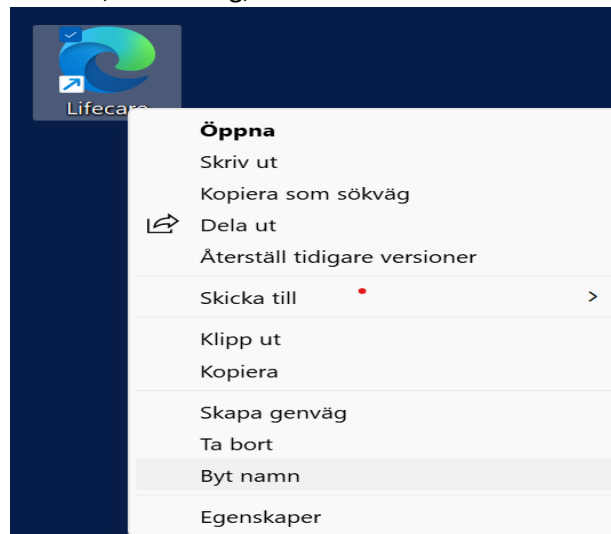 Lifecare
Öppna
Skriv ut
Kopiera som sökväg
Dela ut
Återställ tidigare versioner
Skicka till
Klipp ut
Kopiera
Skapa genväg
Ta bort
Byt namn
Egenskaper